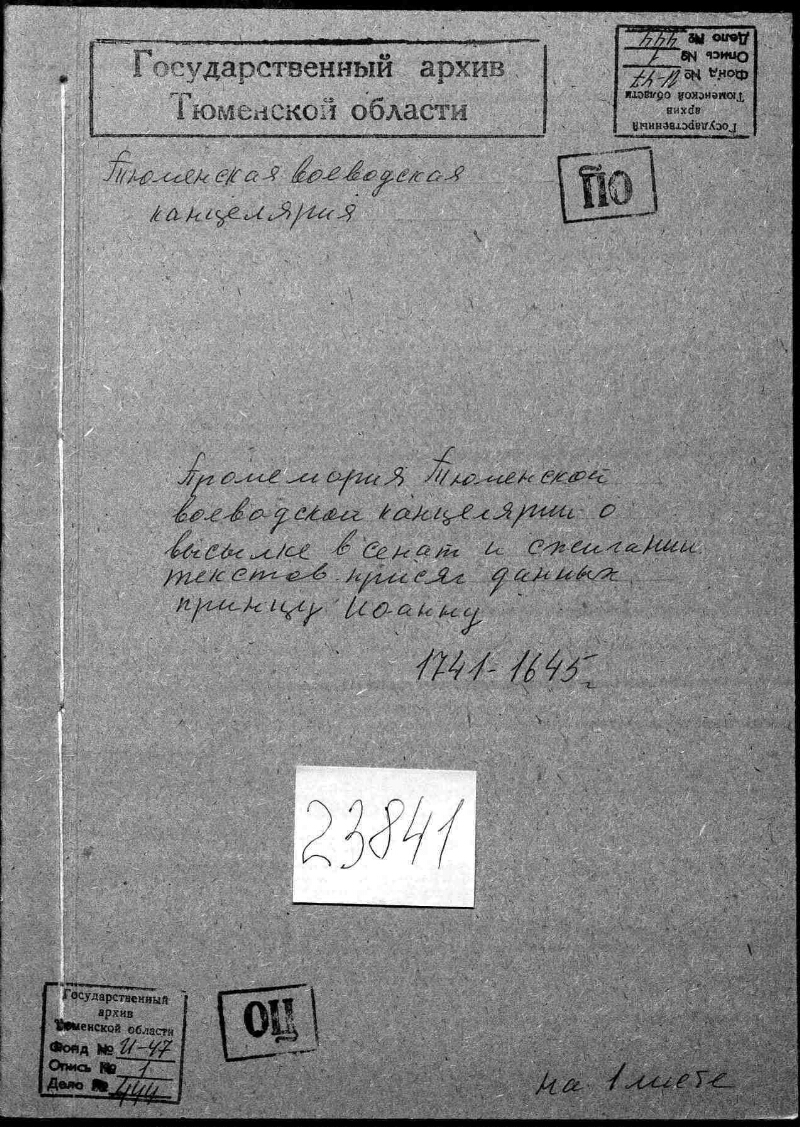 Государственный архив
Тюменской области
Государственный
архив
Тюменской области
Фонд № И-47
Опись № 1
Дело № 444
Тюменская воеводская
канцелярия
ОЦ
Промемория Тюменской
воеводской канцелярии о
высылке в сенат и сжигании
текстов присяг данных
принцу Иоанну
1741-1645
23841
Государственный
архив
Тюменской области
Фонд № И-47
Опись № 1
Дело № 444
ОЦ
на 1 листе